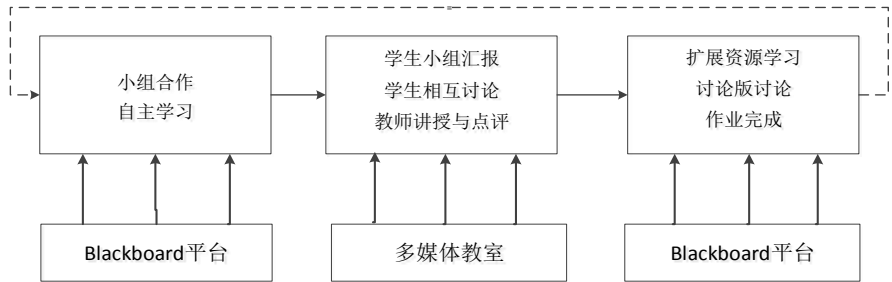 小组合作
自主学习
学生小组汇报
学生相互讨论
教师讲授与点评
扩展资源学习
讨论版讨论
作业完成
Blackboard平台
多媒体教室
Blackboard平台